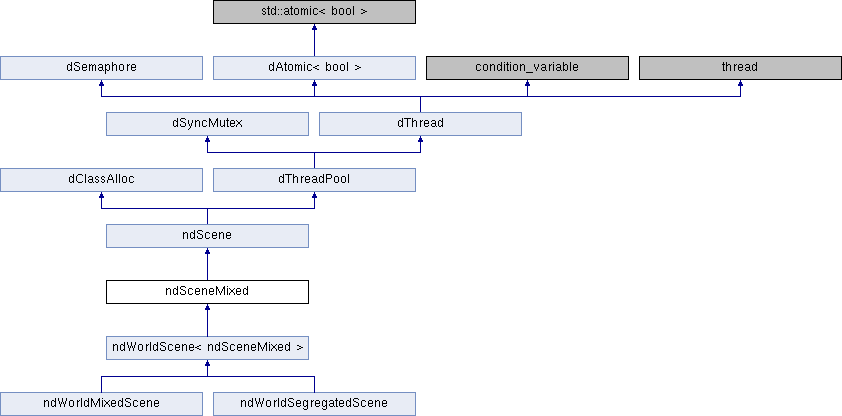 std::atomic< bool >
dSemaphore
dAtomic< bool >
condition_variable
thread
dSyncMutex
dThread
dClassAlloc
dThreadPool
ndScene
ndSceneMixed
ndWorldScene< ndSceneMixed >
ndWorldMixedScene
ndWorldSegregatedScene